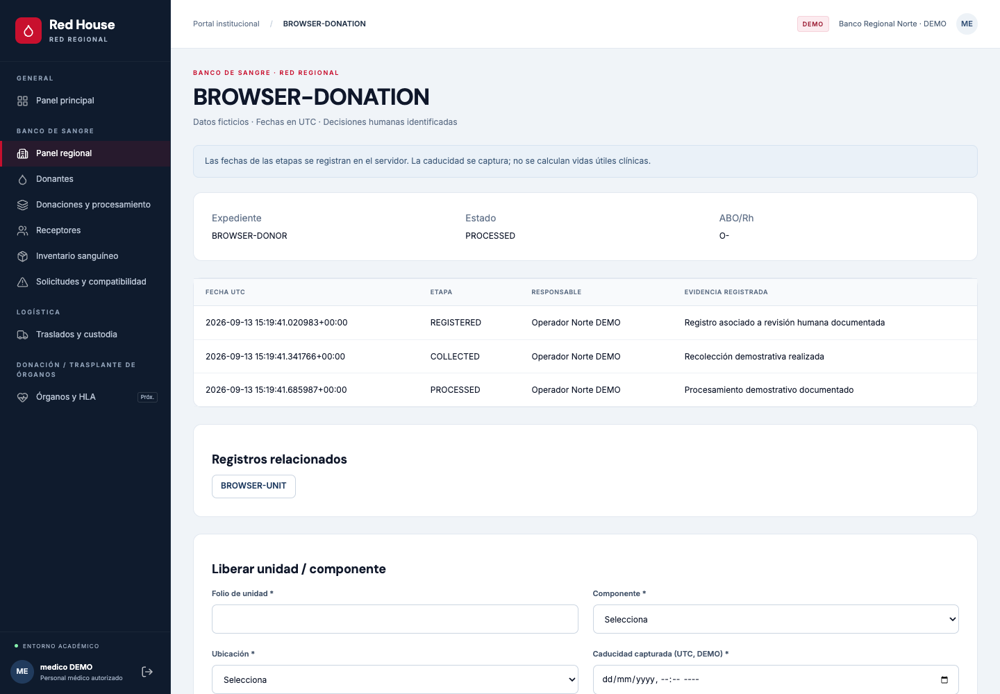 Red House
RED REGIONAL
GENERAL
Panel principal
BANCO DE SANGRE
Panel regional
Donantes
Donaciones y procesamiento
Receptores
Inventario sanguíneo
Solicitudes y compatibilidad
LOGÍSTICA
Traslados y custodia
DONACIÓN / TRASPLANTE DE
ÓRGANOS
Órganos y HLA Próx.
ENTORNO ACADÉMICO
ME medico DEMO
Personal médico autorizado
Portal institucional / BROWSER-DONATION
DEMO Banco Regional Norte · DEMO ME
BANCO DE SANGRE · RED REGIONAL
BROWSER-DONATION
Datos ficticios · Fechas en UTC · Decisiones humanas identificadas
Las fechas de las etapas se registran en el servidor. La caducidad se captura; no se calculan vidas útiles clínicas.
Expediente Estado ABO/Rh
BROWSER-DONOR PROCESSED O-
FECHA UTC ETAPA RESPONSABLE EVIDENCIA REGISTRADA
2026-09-13 15:19:41.020983+00:00 REGISTERED Operador Norte DEMO Registro asociado a revisión humana documentada
2026-09-13 15:19:41.341766+00:00 COLLECTED Operador Norte DEMO Recolección demostrativa realizada
2026-09-13 15:19:41.685987+00:00 PROCESSED Operador Norte DEMO Procesamiento demostrativo documentado
Registros relacionados
BROWSER-UNIT
Liberar unidad / componente
Folio de unidad * Componente *
Selecciona
Ubicación * Caducidad capturada (UTC, DEMO) *
Selecciona dd/mm/yyyy, --:-- ----